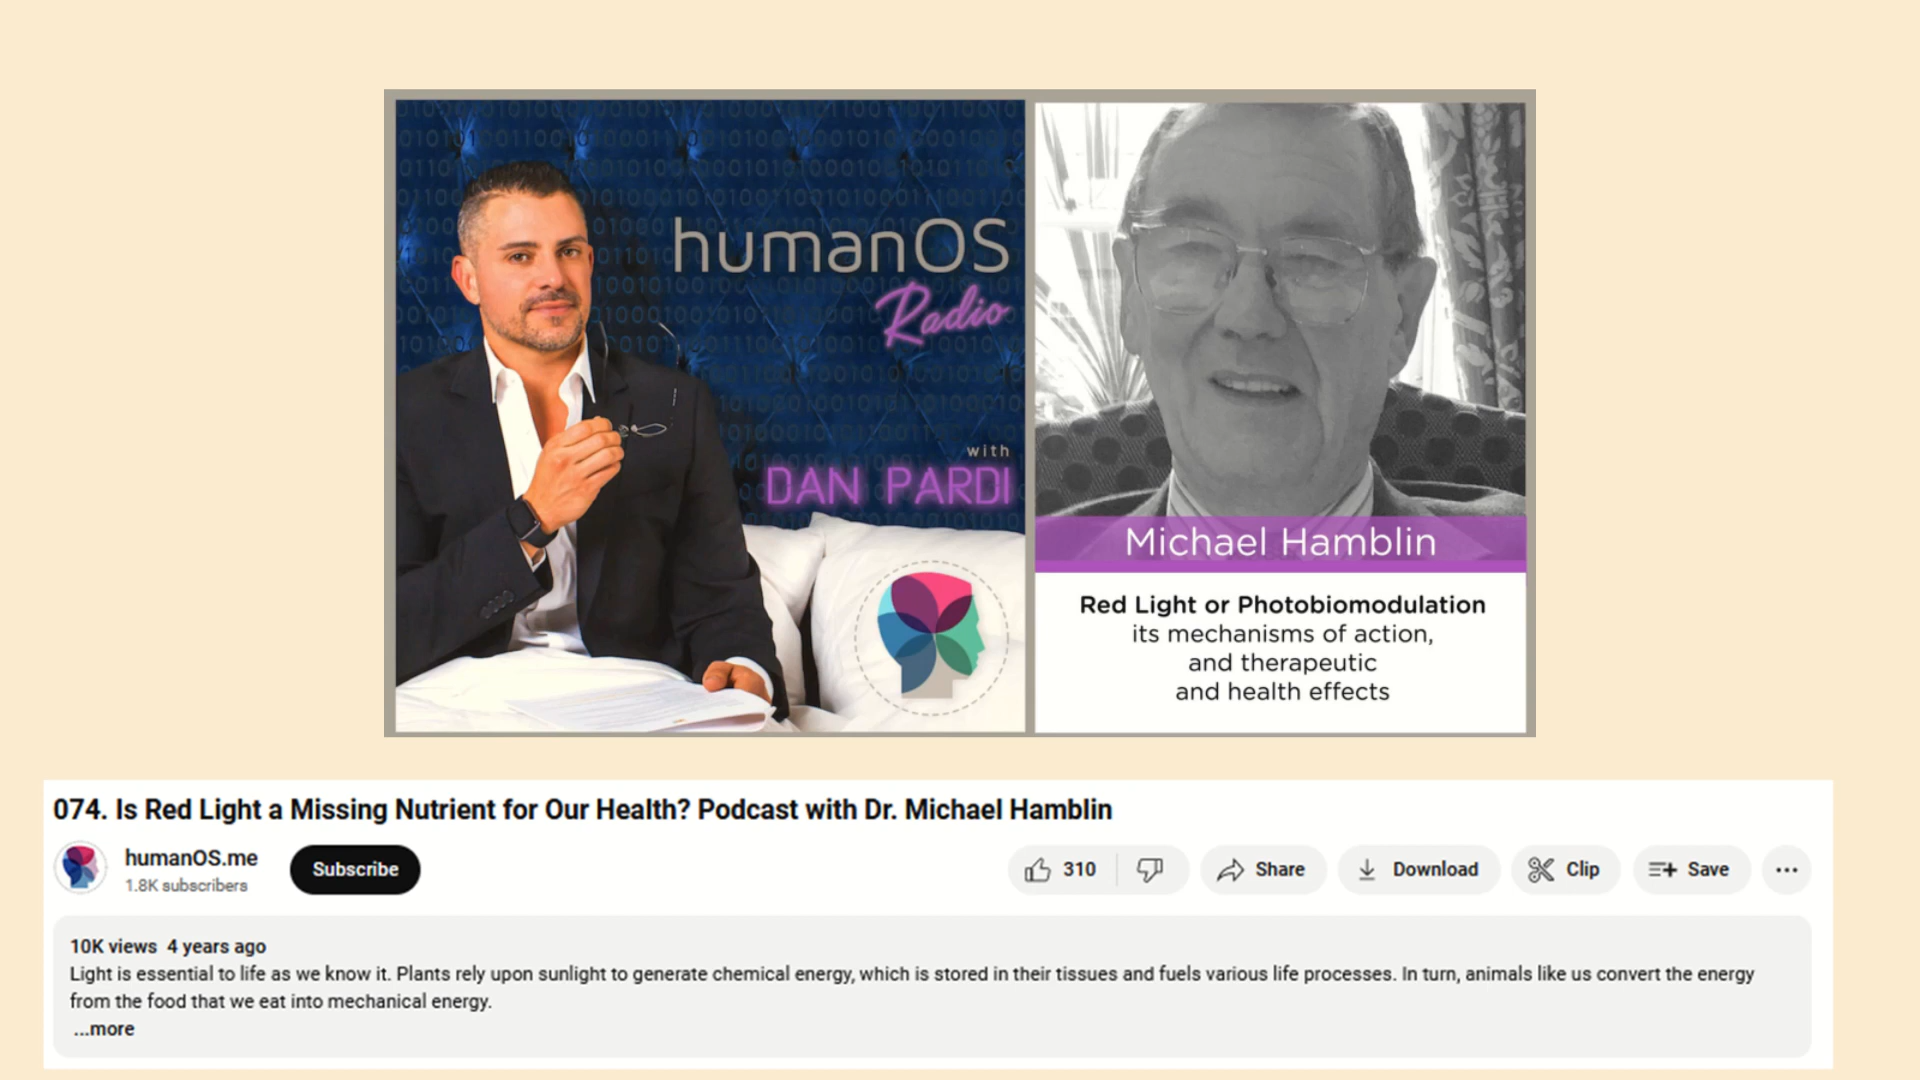 humanOS
Radio
with
DAN PARDI
Michael Hamblin
Red Light or Photobiomodulation
its mechanisms of action,
and therapeutic
and health effects
074. Is Red Light a Missing Nutrient for Our Health? Podcast with Dr. Michael Hamblin
humanOS.me
1.8K subscribers
Subscribe
310
Share
Download
Clip
Save
10K views 4 years ago
Light is essential to life as we know it. Plants rely upon sunlight to generate chemical energy, which is stored in their tissues and fuels various life processes. In turn, animals like us convert the energy
from the food that we eat into mechanical energy.
...more